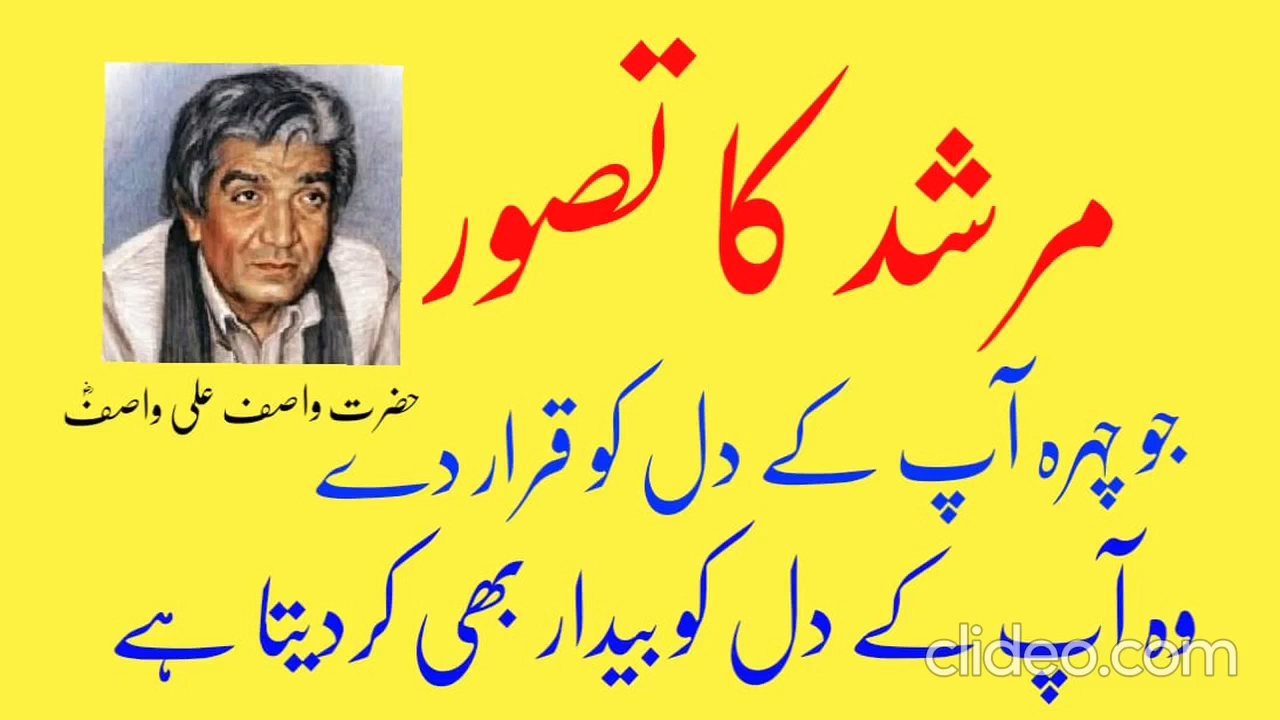 مرشد کا تصور
حضرت واصف علی واصفؒ
جو چہرہ آپ کے دل کو قرار دے
وہ آپ کے دل کو بیدار بھی کر دیتا ہے
clideo.com